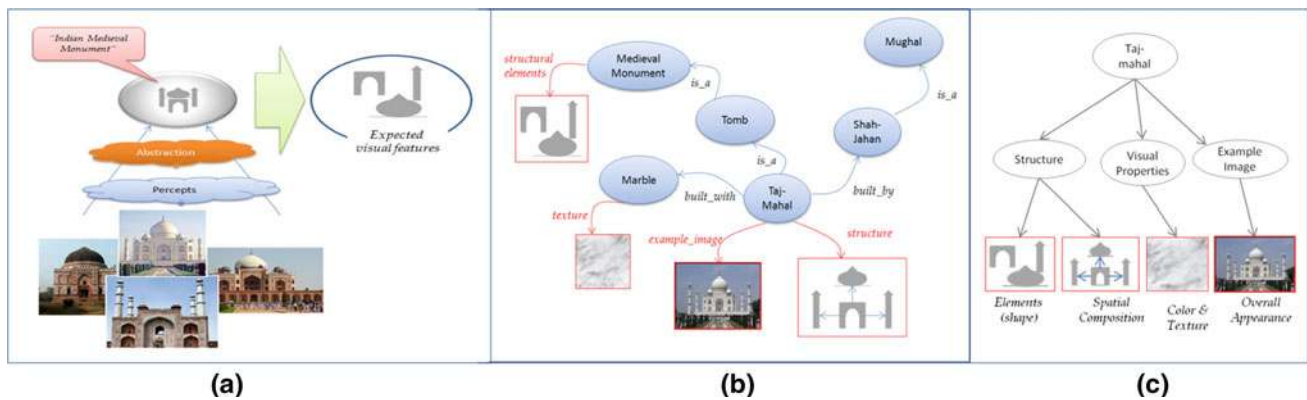 "Indian Medieval
Monument"
Abstraction
Percepts
Expected
visual features
(a)
structural
elements
Medieval
Monument
is_a
Tomb
is_a
Mughal
is_a
Shah-
Jahan
Marble
built_with
Taj-
Mahal
built_by
texture
example_image
structure
(b)
Taj-
mahal
Structure
Visual
Properties
Example
Image
Elements
(shape)
Spatial
Composition
Color &
Texture
Overall
Appearance
(c)